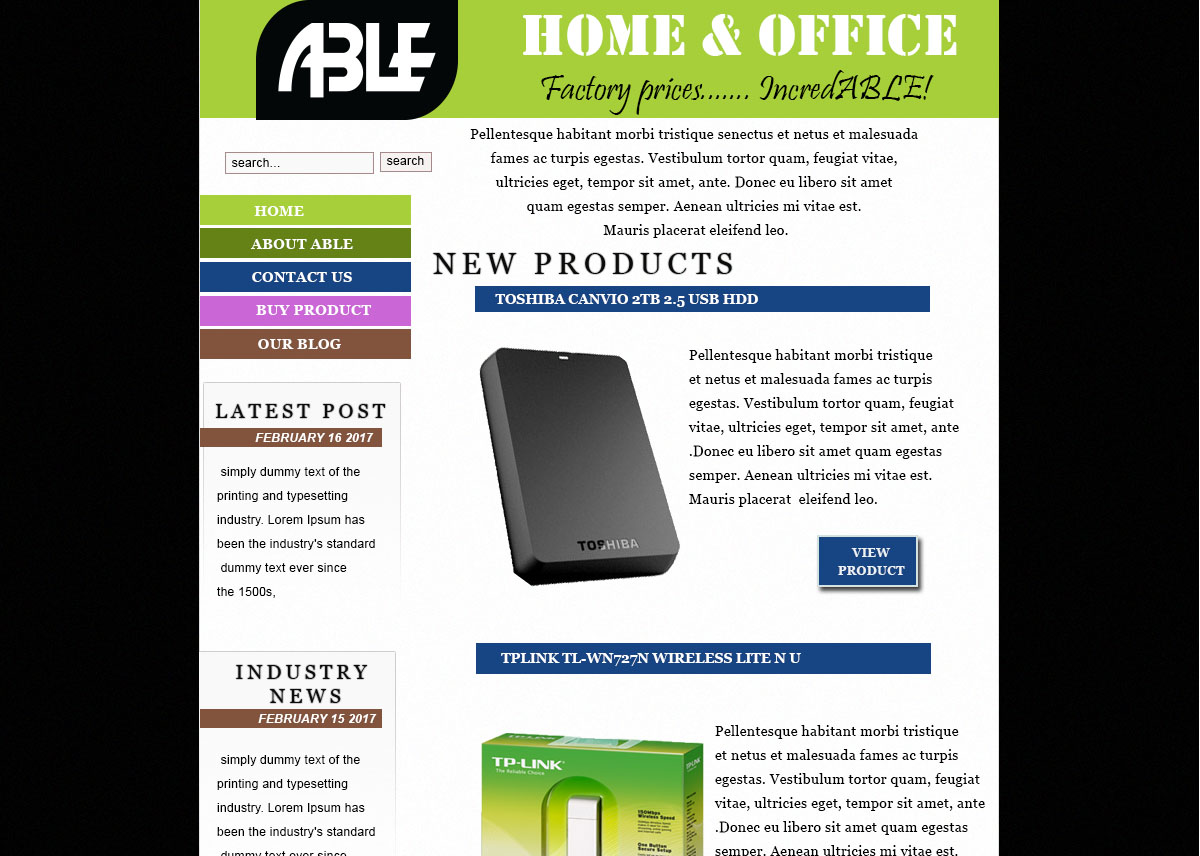 ABLE
HOME & OFFICE
Factory prices....... IncredABLE!
search...
search
HOME
ABOUT ABLE
CONTACT US
BUY PRODUCT
OUR BLOG
LATEST POST
FEBRUARY 16 2017
simply dummy text of the
printing and typesetting
industry. Lorem Ipsum has
been the industry's standard
dummy text ever since
the 1500s,
INDUSTRY
NEWS
FEBRUARY 15 2017
simply dummy text of the
printing and typesetting
industry. Lorem Ipsum has
been the industry's standard
dummy text ever since
Pellentesque habitant morbi tristique senectus et netus et malesuada
fames ac turpis egestas. Vestibulum tortor quam, feugiat vitae,
ultricies eget, tempor sit amet, ante. Donec eu libero sit amet
quam egestas semper. Aenean ultricies mi vitae est.
Mauris placerat eleifend leo.
NEW PRODUCTS
TOSHIBA CANVIO 2TB 2.5 USB HDD
TOSHIBA
Pellentesque habitant morbi tristique
et netus et malesuada fames ac turpis
egestas. Vestibulum tortor quam, feugiat
vitae, ultricies eget, tempor sit amet, ante
.Donec eu libero sit amet quam egestas
semper. Aenean ultricies mi vitae est.
Mauris placerat  eleifend leo.
VIEW
PRODUCT
TPLINK TL-WN727N WIRELESS LITE N U
TP-LINK
The Reliable Choice
TP-LINK
150Mbps
Wireless Speed
One Button
Secure Setup
Pellentesque habitant morbi tristique
et netus et malesuada fames ac turpis
egestas. Vestibulum tortor quam, feugiat
vitae, ultricies eget, tempor sit amet, ante
.Donec eu libero sit amet quam egestas
semper. Aenean ultricies mi vitae est.